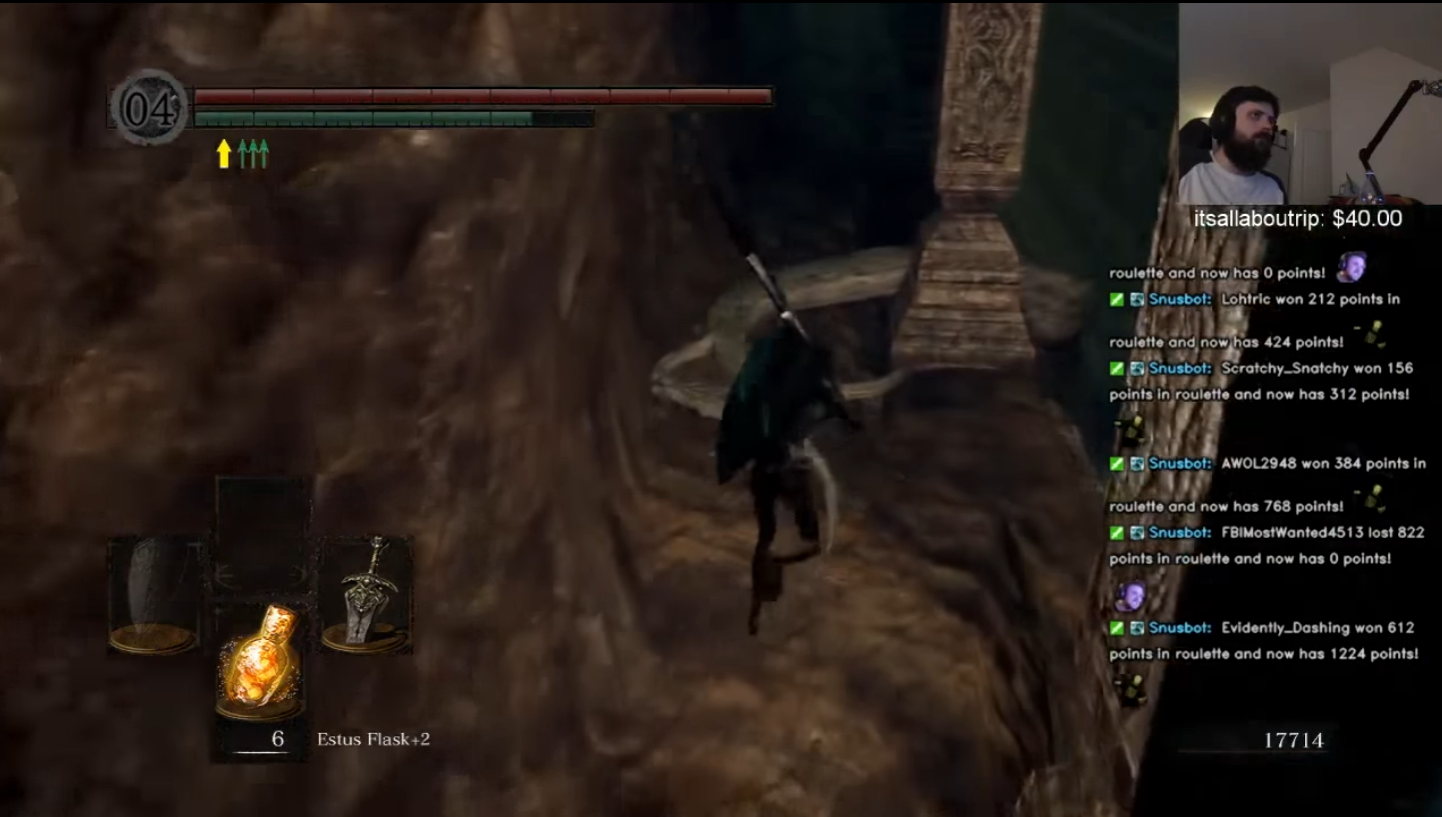 04
itsallaboutrip: $40.00
roulette and now has 0 points!
Snusbot: Lohtric won 212 points in
roulette and now has 424 points!
Snusbot: Scratchy_Snatchy won 156
points in roulette and now has 312 points!
Snusbot: AWOL2948 won 384 points in
roulette and now has 768 points!
Snusbot: FBIMostWanted4513 lost 822
points in roulette and now has 0 points!
Snusbot: Evidently_Dashing won 612
points in roulette and now has 1224 points!
6 Estus Flask+2
17714